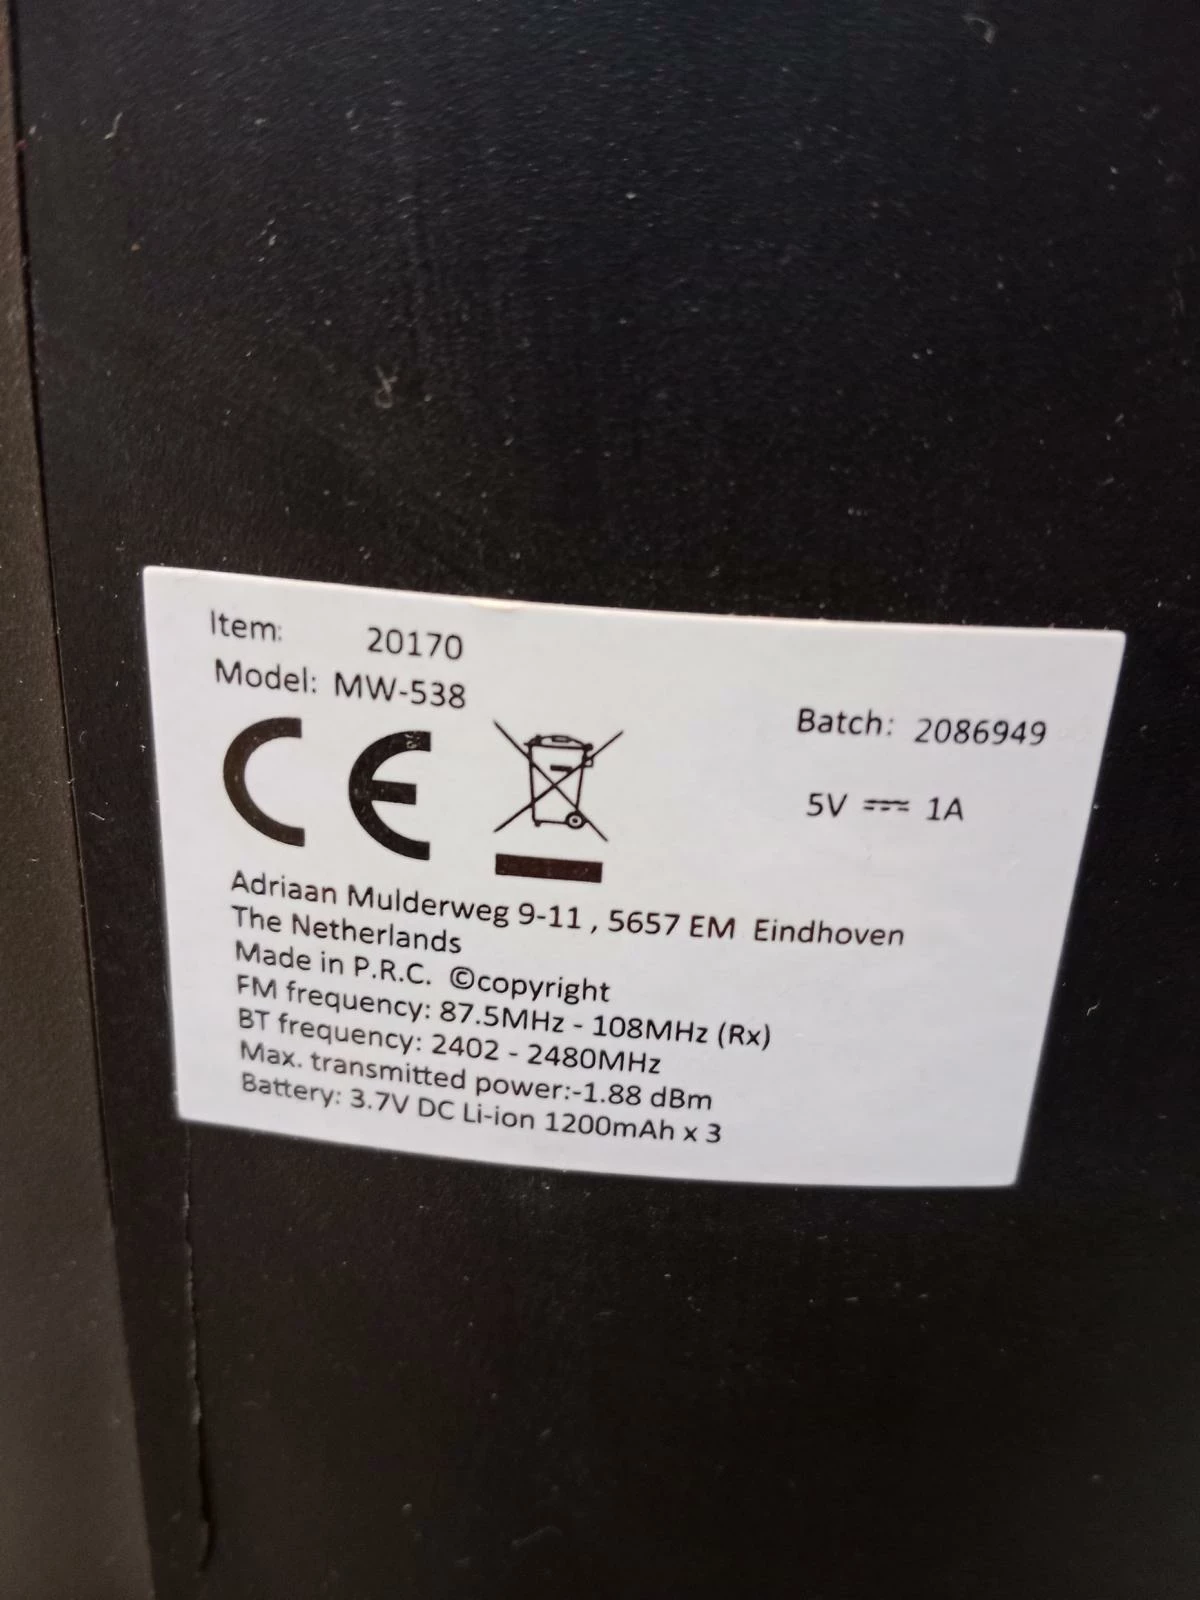 Item: 20170
Model: MW-538
CE
Batch: 2086949
5V ⎓ 1A
Adriaan Mulderweg 9-11 , 5657 EM Eindhoven
The Netherlands
Made in P.R.C. ©copyright
FM frequency: 87.5MHz - 108MHz (Rx)
BT frequency: 2402 - 2480MHz
Max. transmitted power:-1.88 dBm
Battery: 3.7V DC Li-ion 1200mAh x 3